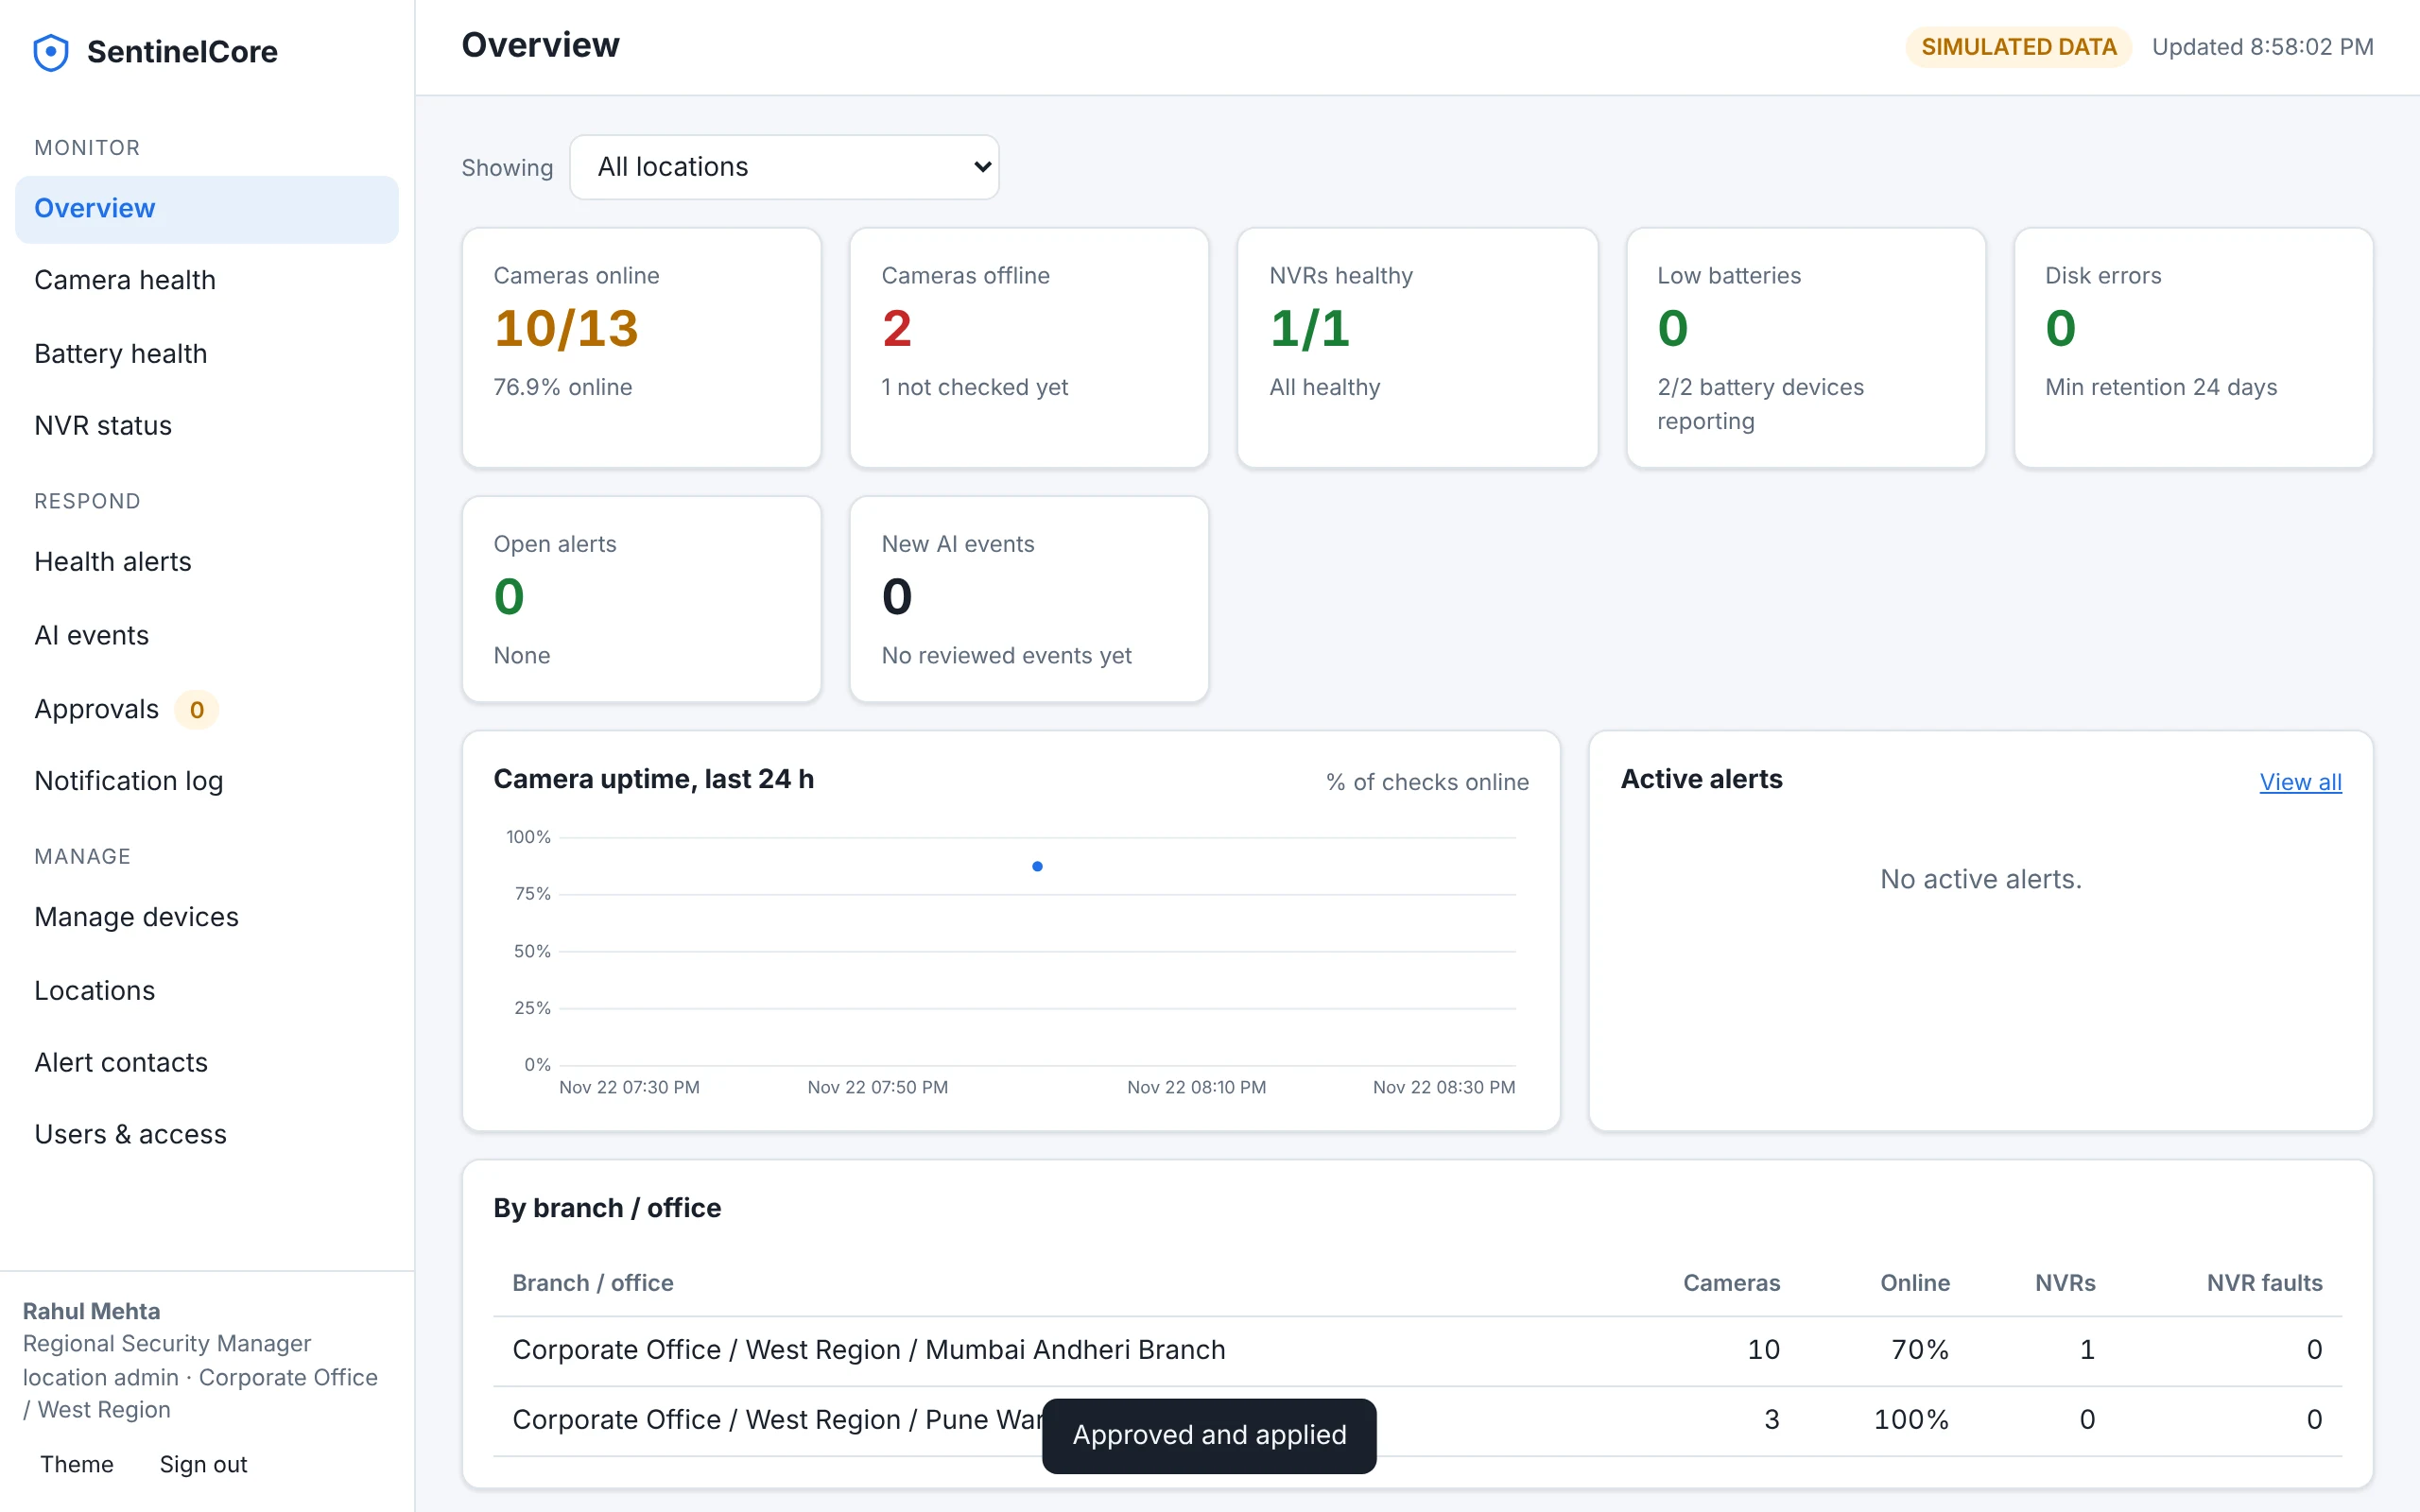 SentinelCore
MONITOR
Overview
Camera health
Battery health
NVR status
RESPOND
Health alerts
AI events
Approvals 0
Notification log
MANAGE
Manage devices
Locations
Alert contacts
Users & access
Rahul Mehta
Regional Security Manager
location admin · Corporate Office
/ West Region
Theme Sign out
Overview
SIMULATED DATA Updated 8:58:02 PM
Showing All locations
Cameras online
10/13
76.9% online
Cameras offline
2
1 not checked yet
NVRs healthy
1/1
All healthy
Low batteries
0
2/2 battery devices
reporting
Disk errors
0
Min retention 24 days
Open alerts
0
None
New AI events
0
No reviewed events yet
Camera uptime, last 24 h % of checks online
100%
75%
50%
25%
0%
Nov 22 07:30 PM Nov 22 07:50 PM Nov 22 08:10 PM Nov 22 08:30 PM
Active alerts View all
No active alerts.
By branch / office
Branch / office Cameras Online NVRs NVR faults
Corporate Office / West Region / Mumbai Andheri Branch 10 70% 1 0
Corporate Office / West Region / Pune 3 100% 0 0
Approved and applied